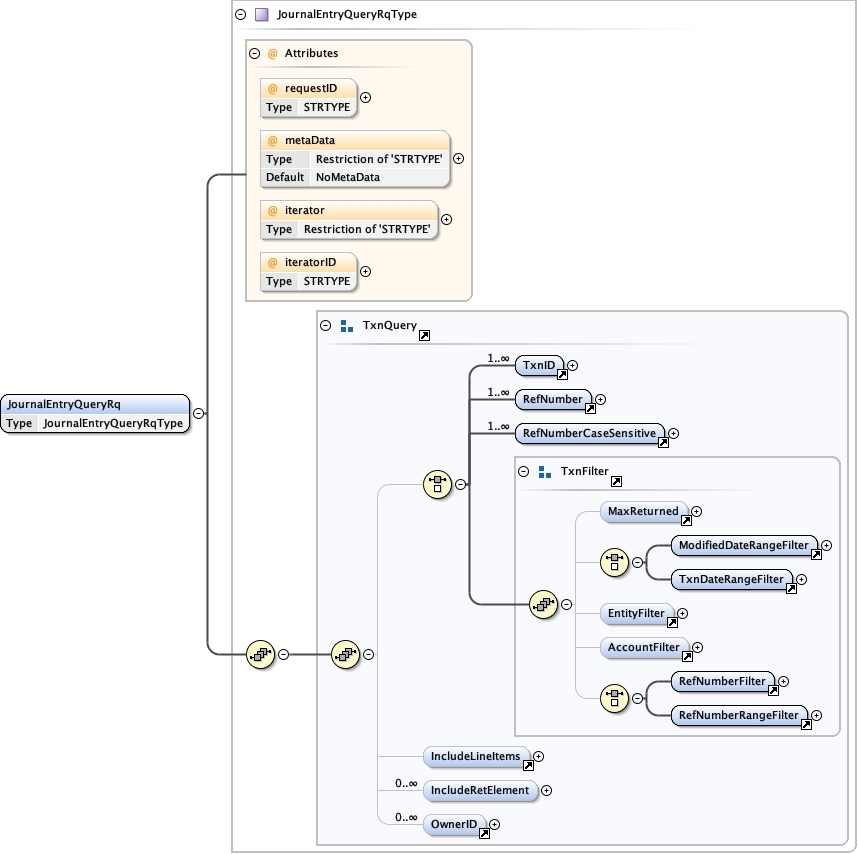 JournalEntryQueryRqType
@ Attributes
@ requestID
Type STRTYPE
@ metaData
Type Restriction of 'STRTYPE'
Default NoMetaData
@ iterator
Type Restriction of 'STRTYPE'
@ iteratorID
Type STRTYPE
TxnQuery
1..∞ TxnID
1..∞ RefNumber
1..∞ RefNumberCaseSensitive
JournalEntryQueryRq
Type JournalEntryQueryRqType
TxnFilter
MaxReturned
ModifiedDateRangeFilter
TxnDateRangeFilter
EntityFilter
AccountFilter
RefNumberFilter
RefNumberRangeFilter
IncludeLineItems
0..∞ IncludeRetElement
0..∞ OwnerID